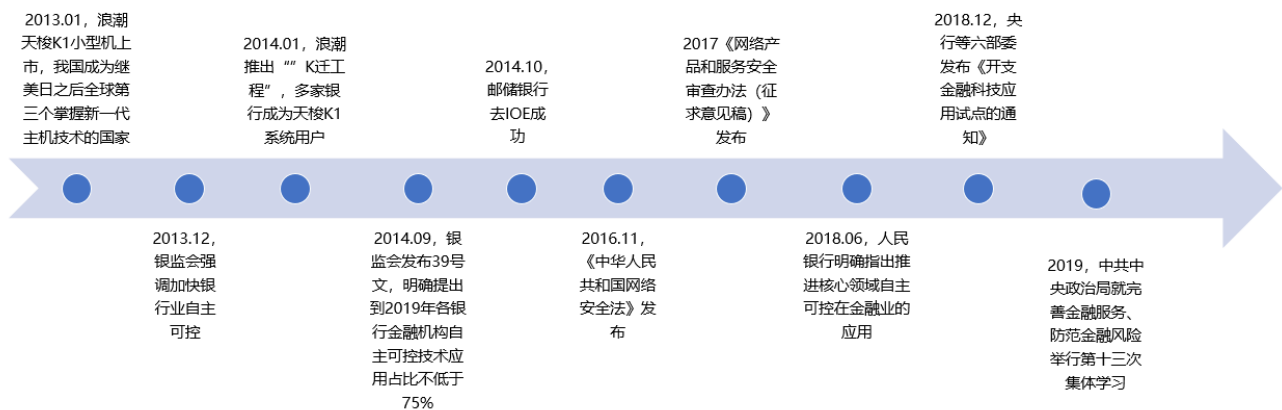 2013.01，浪潮
天梭K1小型机上
市，我国成为继
美日之后全球第
三个掌握新一代
主机技术的国家
2013.12，
银监会强
调加快银
行业自主
可控
2014.01，浪潮
推出“”K迁工
程”，多家银
行成为天梭K1
系统用户
2014.09，银
监会发布39号
文，明确提出
到2019年各银
行金融机构自
主可控技术应
用占比不低于
75%
2014.10，
邮储银行
去IOE成
功
2016.11，
《中华人民
共和国网络
安全法》发
布
2017《网络产
品和服务安全
审查办法（征
求意见稿）》
发布
2018.06，人民
银行明确指出推
进核心领域自主
可控在金融业的
应用
2018.12，央
行等六部委
发布《开支
金融科技应
用试点的通
知》
2019，中共中
央政治局就完
善金融服务、
防范金融风险
举行第十三次
集体学习